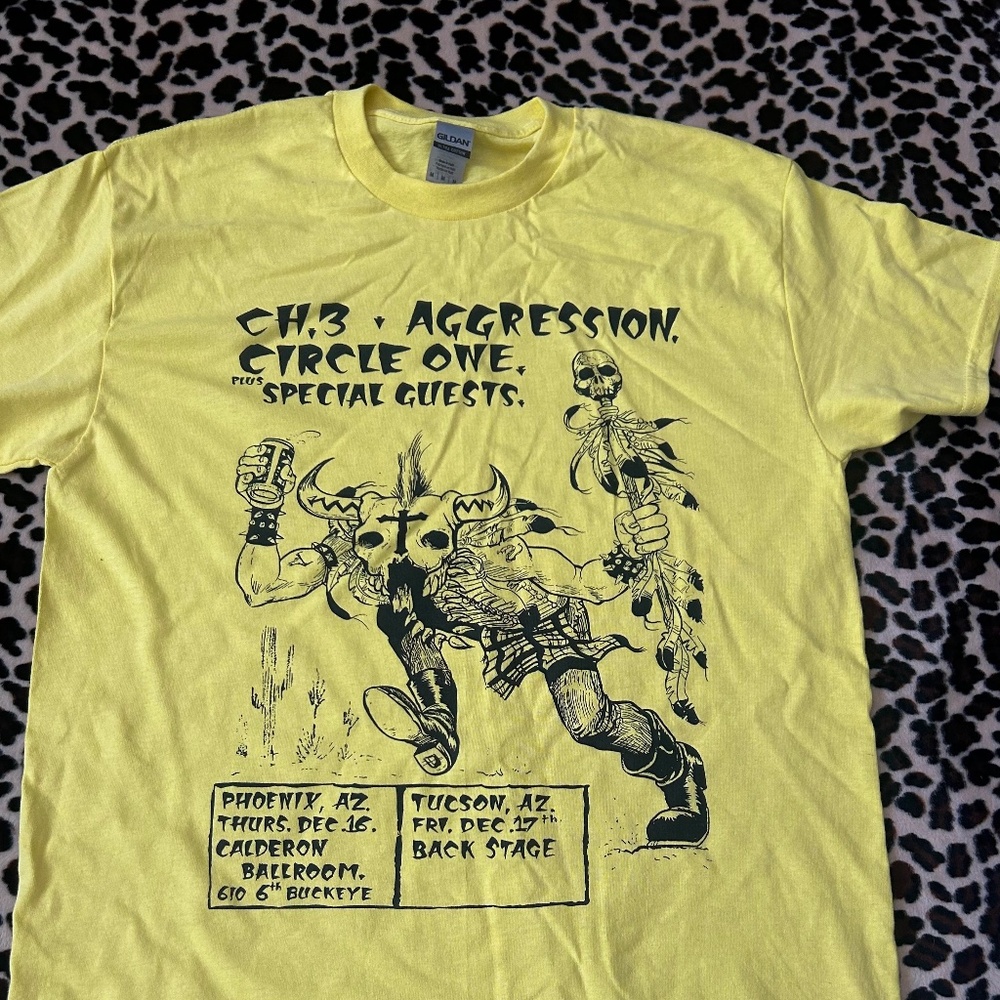 GILDAN
CH.3 · AGGRESSION.
CIRCLE ONE.
PLUS SPECIAL GUESTS.
PHOENIX, AZ.
THURS. DEC.16.
CALDERON
BALLROOM.
610 6th BUCKEYE
TUCSON, AZ.
FRI. DEC.17th
BACK STAGE